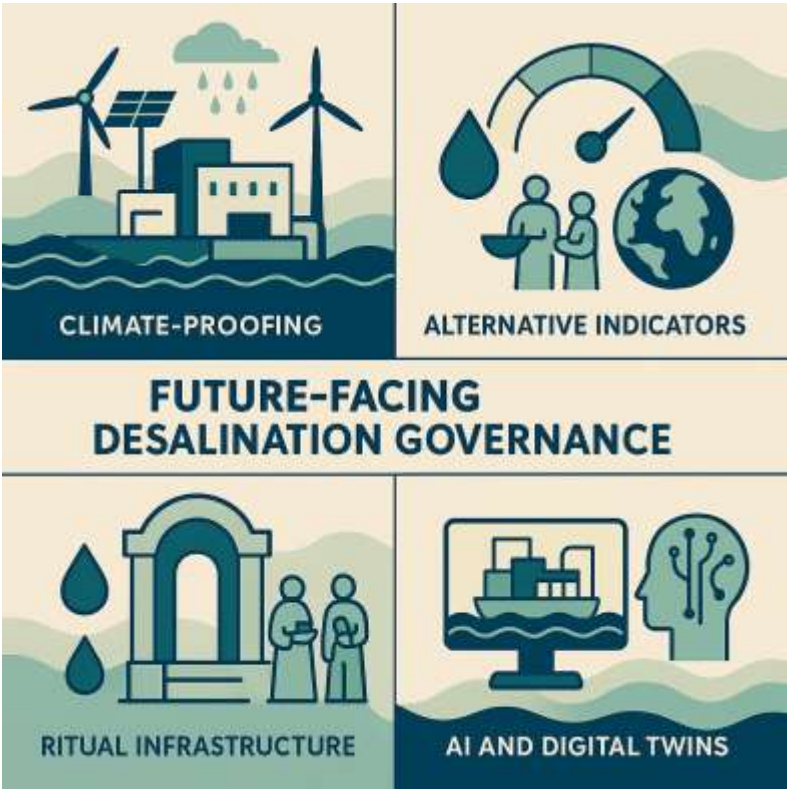 CLIMATE-PROOFING
ALTERNATIVE INDICATORS
FUTURE-FACING
DESALINATION GOVERNANCE
RITUAL INFRASTRUCTURE
AI AND DIGITAL TWINS